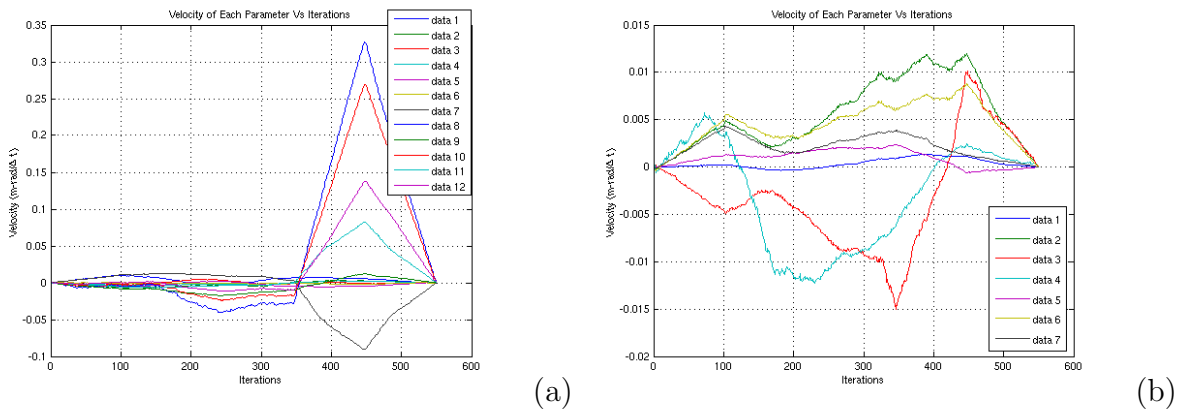 Velocity of Each Parameter Vs Iterations
0.35
0.3
0.25
0.2
0.15
0.1
0.05
0
-0.05
-0.1
Velocity (m-rad/Δ t)
0 100 200 300 400 500 600
Iterations
data 1
data 2
data 3
data 4
data 5
data 6
data 7
data 8
data 9
data 10
data 11
data 12
(a)
Velocity of Each Parameter Vs Iterations
0.015
0.01
0.005
0
-0.005
-0.01
-0.015
-0.02
Velocity (m-rad/Δ t)
0 100 200 300 400 500 600
Iterations
data 1
data 2
data 3
data 4
data 5
data 6
data 7
(b)